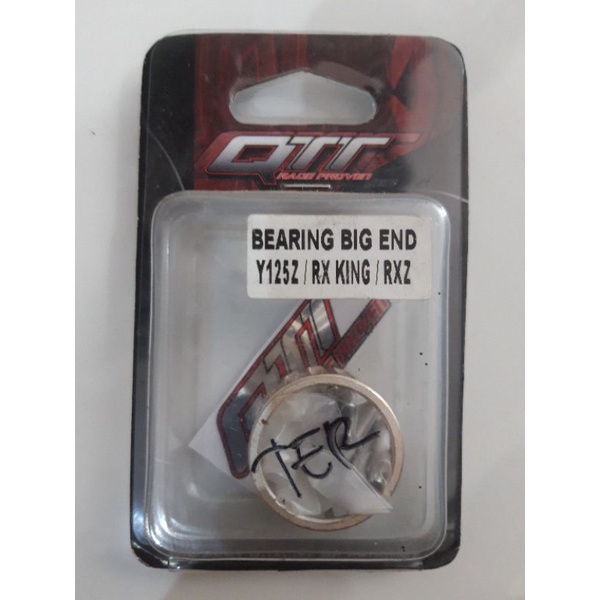 QTT
RACE PROVEN
BEARING BIG END
Y125Z / RX KING / RXZ
TER